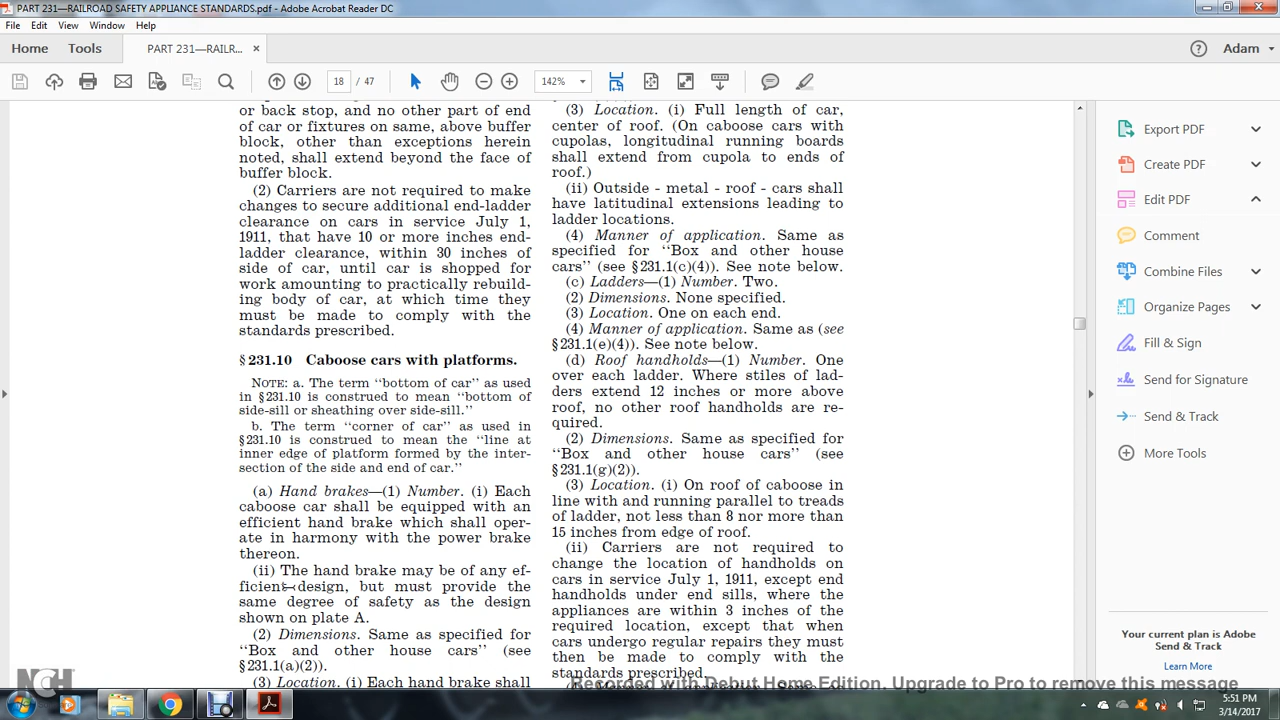 PART 231—RAILROAD SAFETY APPLIANCE STANDARDS.pdf - Adobe Acrobat Reader DC
File Edit View Window Help
Home Tools PART 231—RAILR... ×
Adam
18 / 47
142%
or back stop, and no other part of end
of car or fixtures on same, above buffer
block, other than exceptions herein
noted, shall extend beyond the face of
buffer block.
(2) Carriers are not required to make
changes to secure additional end-ladder
clearance on cars in service July 1,
1911, that have 10 or more inches end-
ladder clearance, within 30 inches of
side of car, until car is shopped for
work amounting to practically rebuild-
ing body of car, at which time they
must be made to comply with the
standards prescribed.
§ 231.10 Caboose cars with platforms.
NOTE: a. The term ‘‘bottom of car’’ as used
in § 231.10 is construed to mean ‘‘bottom of
side-sill or sheathing over side-sill.’’
b. The term ‘‘corner of car’’ as used in
§ 231.10 is construed to mean the ‘‘line at
inner edge of platform formed by the inter-
section of the side and end of car.’’
(a) Hand brakes—(1) Number. (i) Each
caboose car shall be equipped with an
efficient hand brake which shall oper-
ate in harmony with the power brake
thereon.
(ii) The hand brake may be of any ef-
ficient design, but must provide the
same degree of safety as the design
shown on plate A.
(2) Dimensions. Same as specified for
‘‘Box and other house cars’’ (see
§ 231.1(a)(2)).
(3) Location. (i) Each hand brake shall
(3) Location. (i) Full length of car,
center of roof. (On caboose cars with
cupolas, longitudinal running boards
shall extend from cupola to ends of
roof.)
(ii) Outside - metal - roof - cars shall
have latitudinal extensions leading to
ladder locations.
(4) Manner of application. Same as
specified for ‘‘Box and other house
cars’’ (see § 231.1(c)(4)). See note below.
(c) Ladders—(1) Number. Two.
(2) Dimensions. None specified.
(3) Location. One on each end.
(4) Manner of application. Same as (see
§ 231.1(e)(4)). See note below.
(d) Roof handholds—(1) Number. One
over each ladder. Where stiles of lad-
ders extend 12 inches or more above
roof, no other roof handholds are re-
quired.
(2) Dimensions. Same as specified for
‘‘Box and other house cars’’ (see
§ 231.1(g)(2)).
(3) Location. (i) On roof of caboose in
line with and running parallel to treads
of ladder, not less than 8 nor more than
15 inches from edge of roof.
(ii) Carriers are not required to
change the location of handholds on
cars in service July 1, 1911, except end
handholds under end sills, where the
appliances are within 3 inches of the
required location, except that when
cars undergo regular repairs they must
then be made to comply with the
standards prescribed.
Export PDF
Create PDF
Edit PDF
Comment
Combine Files
Organize Pages
Fill & Sign
Send for Signature
Send & Track
More Tools
Your current plan is Adobe
Send & Track
Learn More
NCH
Recorded with Debut Home Edition. Upgrade to Pro to remove this message
5:51 PM
3/14/2017